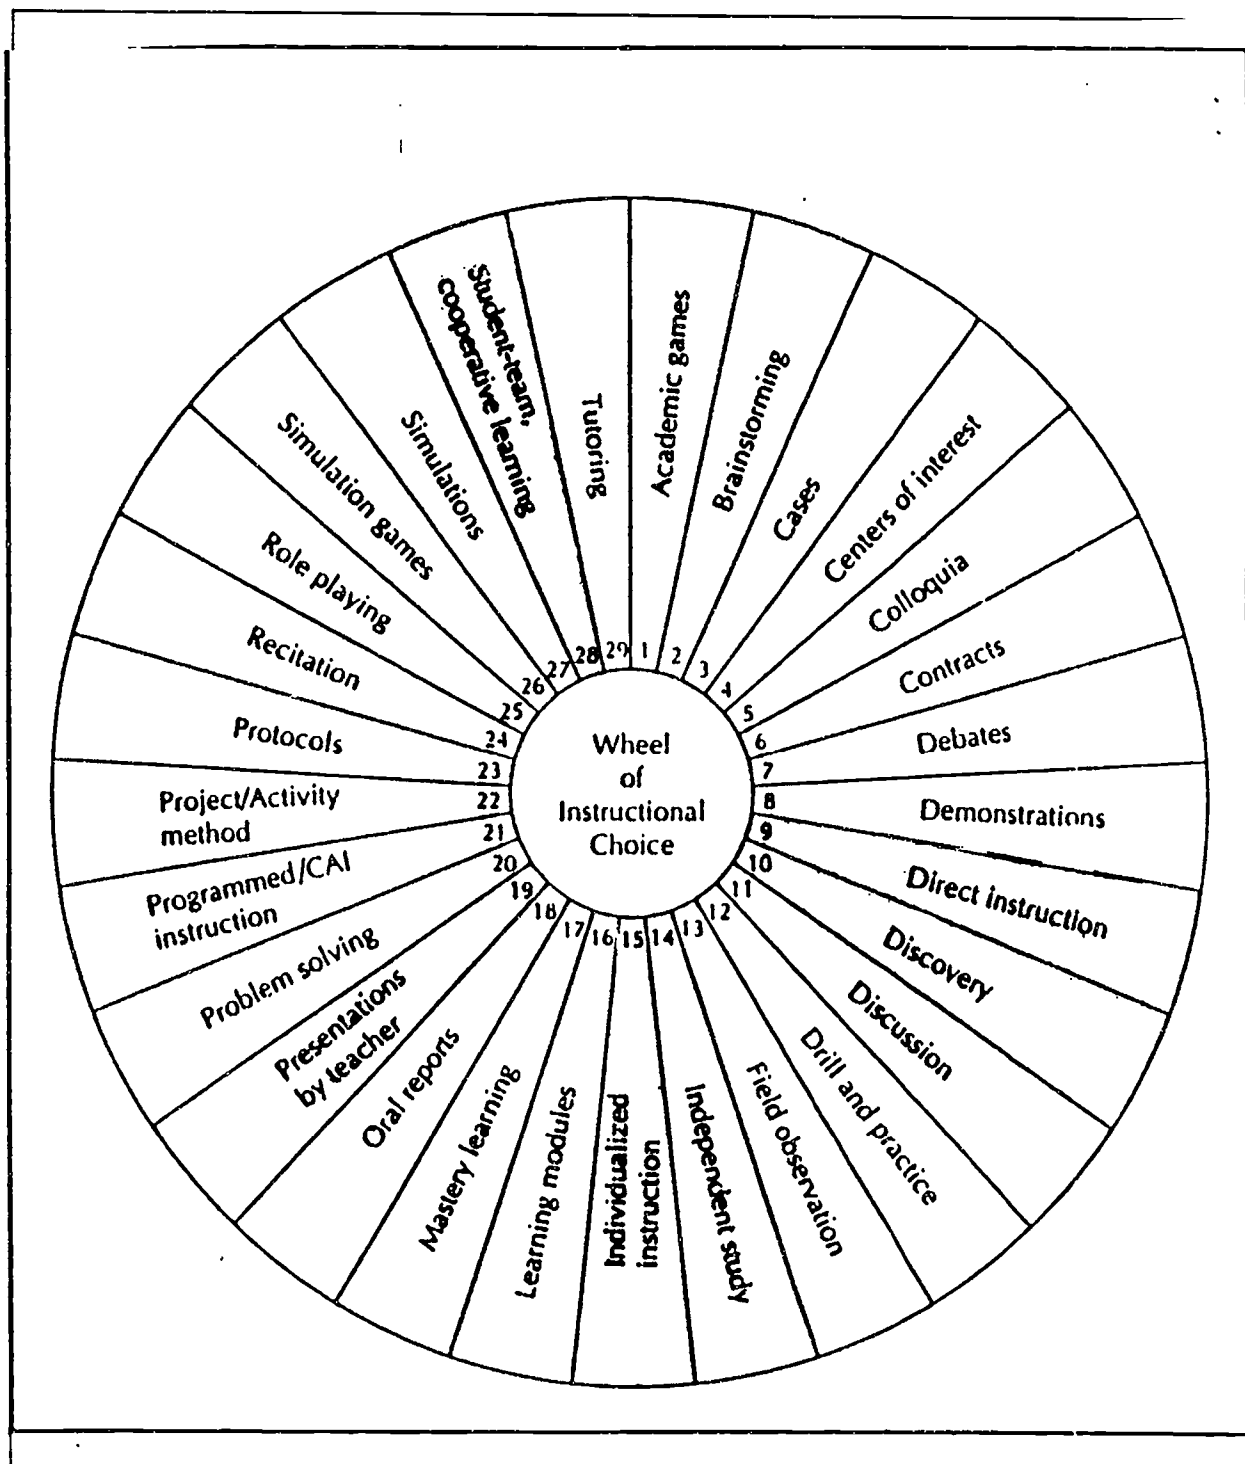 Wheel
of
Instructional
Choice
1
Academic games
2
Brainstorming
3
Cases
4
Centers of interest
5
Colloquia
6
Contracts
7
Debates
8
Demonstrations
9
Direct instruction
10
Discovery
11
Discussion
12
Drill and practice
13
Field observation
14
Independent study
15
Individualized
instruction
16
Learning modules
17
Mastery learning
18
Oral reports
19
Presentations
by teacher
20
Problem solving
21
Programmed/CAI
instruction
22
Project/Activity
method
23
Protocols
24
Recitation
25
Role playing
26
Simulation games
27
Simulations
28
Student-team,
cooperative learning
29
Tutoring